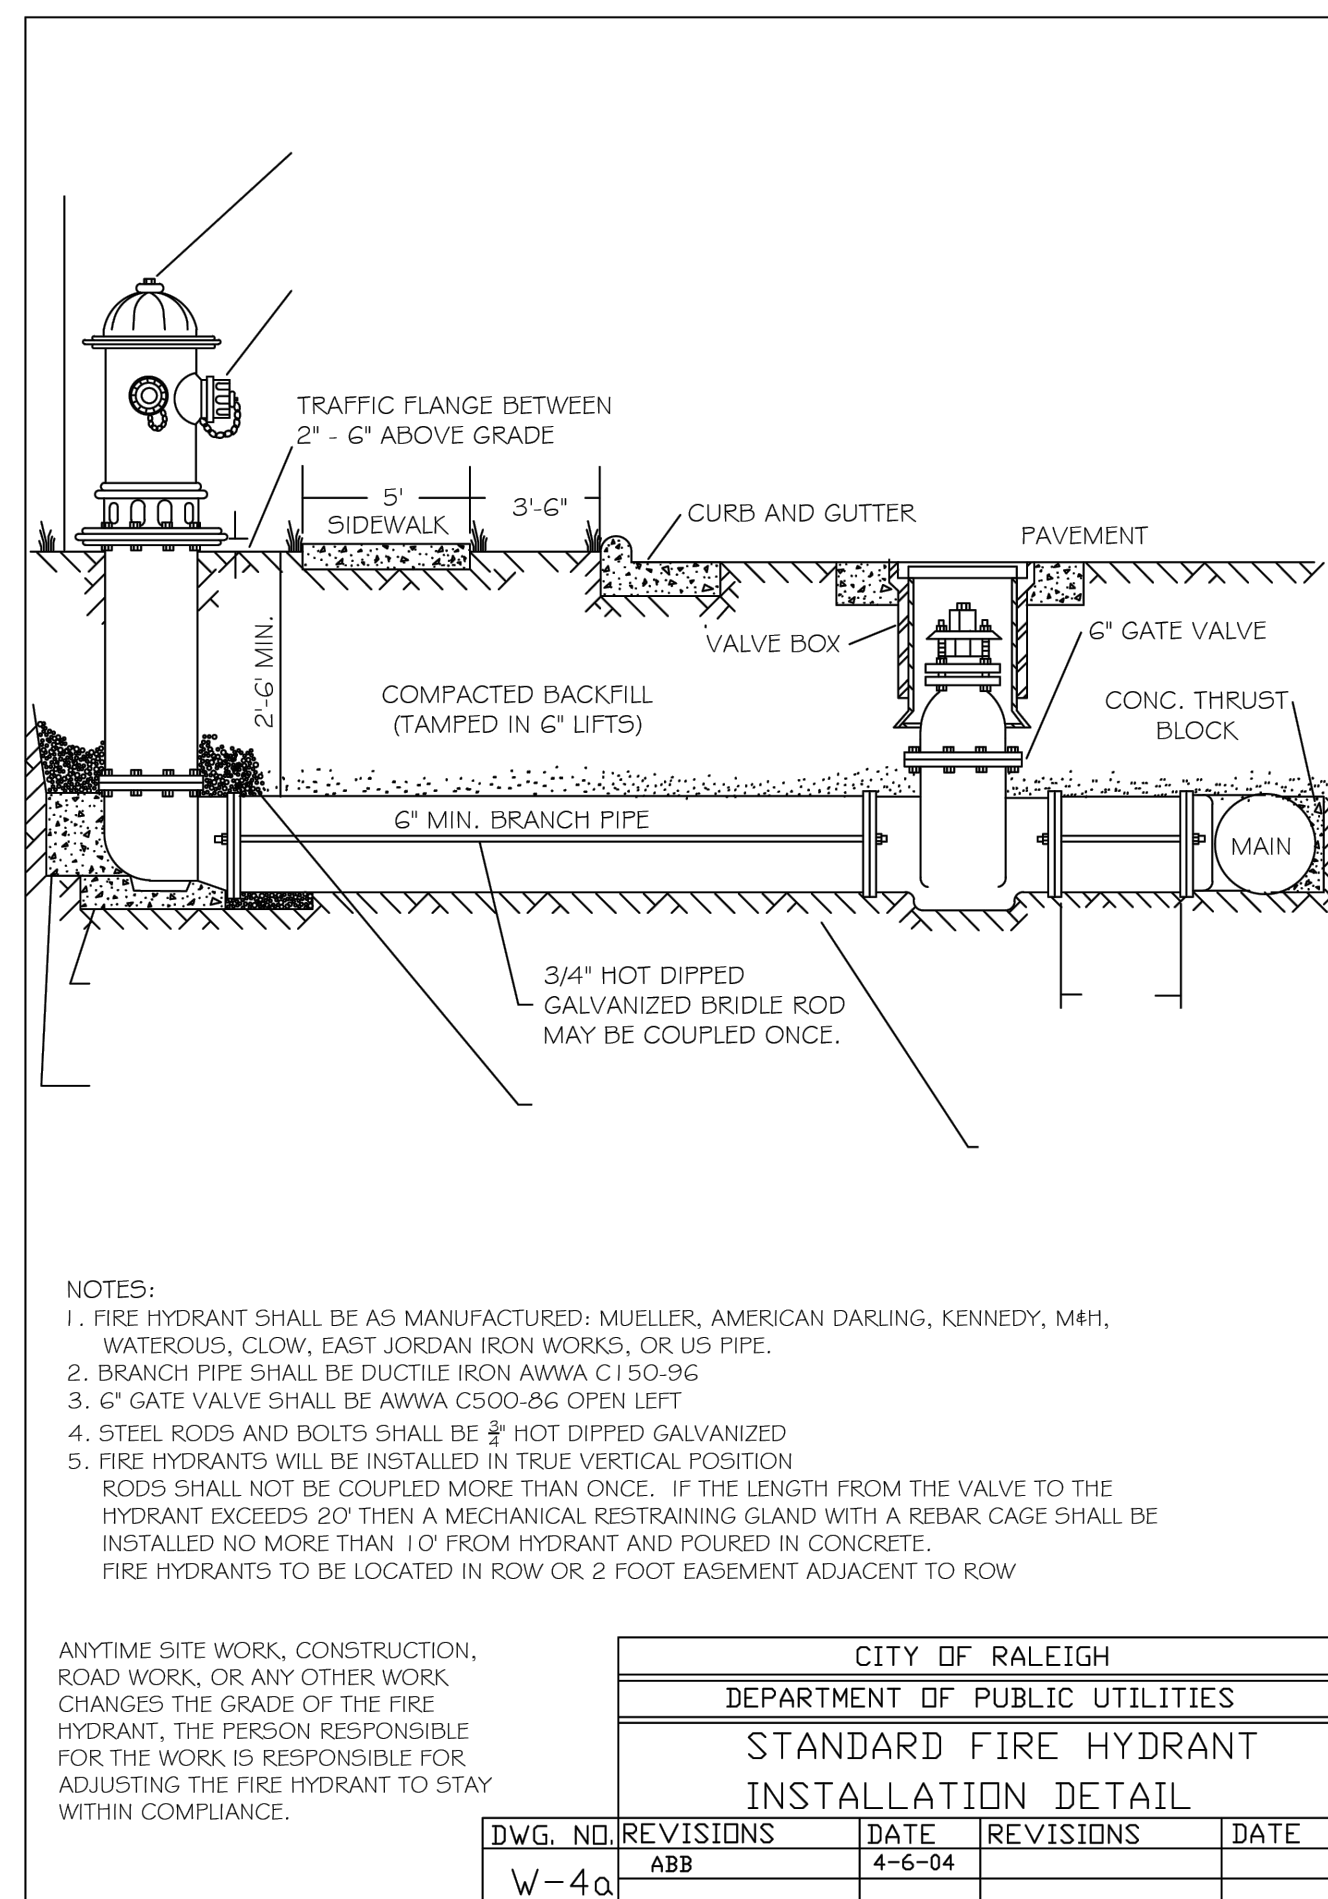 TRAFFIC FLANGE BETWEEN
2" - 6" ABOVE GRADE
5'
SIDEWALK
3'-6"
CURB AND GUTTER
PAVEMENT
2'-6' MIN.
VALVE BOX
6" GATE VALVE
COMPACTED BACKFILL
(TAMPED IN 6" LIFTS)
CONC. THRUST
BLOCK
6" MIN. BRANCH PIPE
MAIN
3/4" HOT DIPPED
GALVANIZED BRIDLE ROD
MAY BE COUPLED ONCE.
NOTES:
1. FIRE HYDRANT SHALL BE AS MANUFACTURED: MUELLER, AMERICAN DARLING, KENNEDY, M&H,
WATEROUS, CLOW, EAST JORDAN IRON WORKS, OR US PIPE.
2. BRANCH PIPE SHALL BE DUCTILE IRON AWWA C150-96
3. 6" GATE VALVE SHALL BE AWWA C500-86 OPEN LEFT
4. STEEL RODS AND BOLTS SHALL BE 3/4" HOT DIPPED GALVANIZED
5. FIRE HYDRANTS WILL BE INSTALLED IN TRUE VERTICAL POSITION
RODS SHALL NOT BE COUPLED MORE THAN ONCE. IF THE LENGTH FROM THE VALVE TO THE
HYDRANT EXCEEDS 20' THEN A MECHANICAL RESTRAINING GLAND WITH A REBAR CAGE SHALL BE
INSTALLED NO MORE THAN 10' FROM HYDRANT AND POURED IN CONCRETE.
FIRE HYDRANTS TO BE LOCATED IN ROW OR 2 FOOT EASEMENT ADJACENT TO ROW
ANYTIME SITE WORK, CONSTRUCTION,
ROAD WORK, OR ANY OTHER WORK
CHANGES THE GRADE OF THE FIRE
HYDRANT, THE PERSON RESPONSIBLE
FOR THE WORK IS RESPONSIBLE FOR
ADJUSTING THE FIRE HYDRANT TO STAY
WITHIN COMPLIANCE.
CITY OF RALEIGH
DEPARTMENT OF PUBLIC UTILITIES
STANDARD FIRE HYDRANT
INSTALLATION DETAIL
DWG. NO. REVISIONS DATE REVISIONS DATE
W-4a ABB 4-6-04